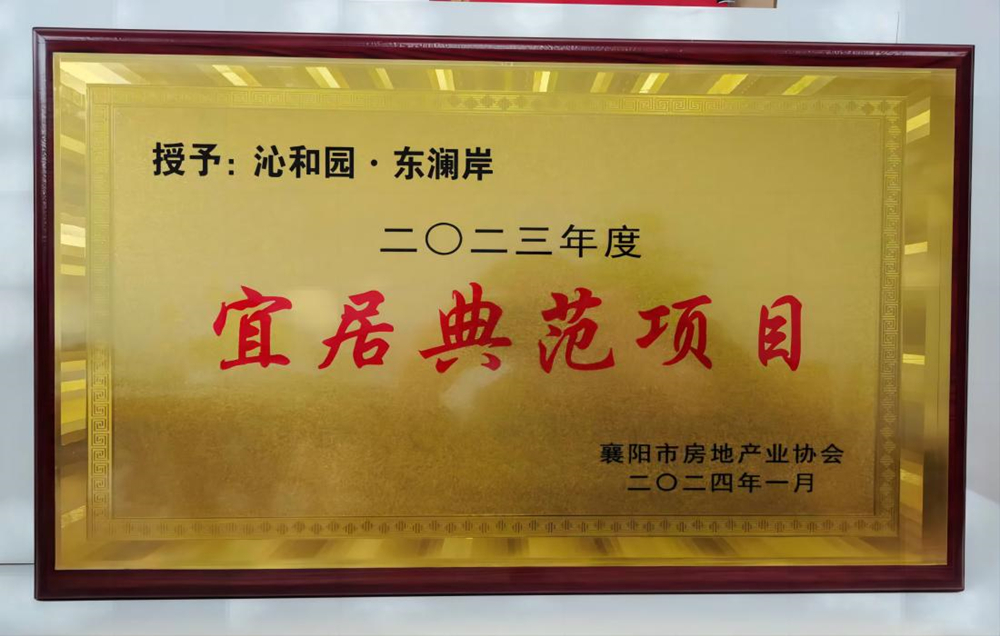 授予：沁和园·东澜岸
二〇二三年度
宜居典范项目
襄阳市房地产业协会
二〇二四年一月